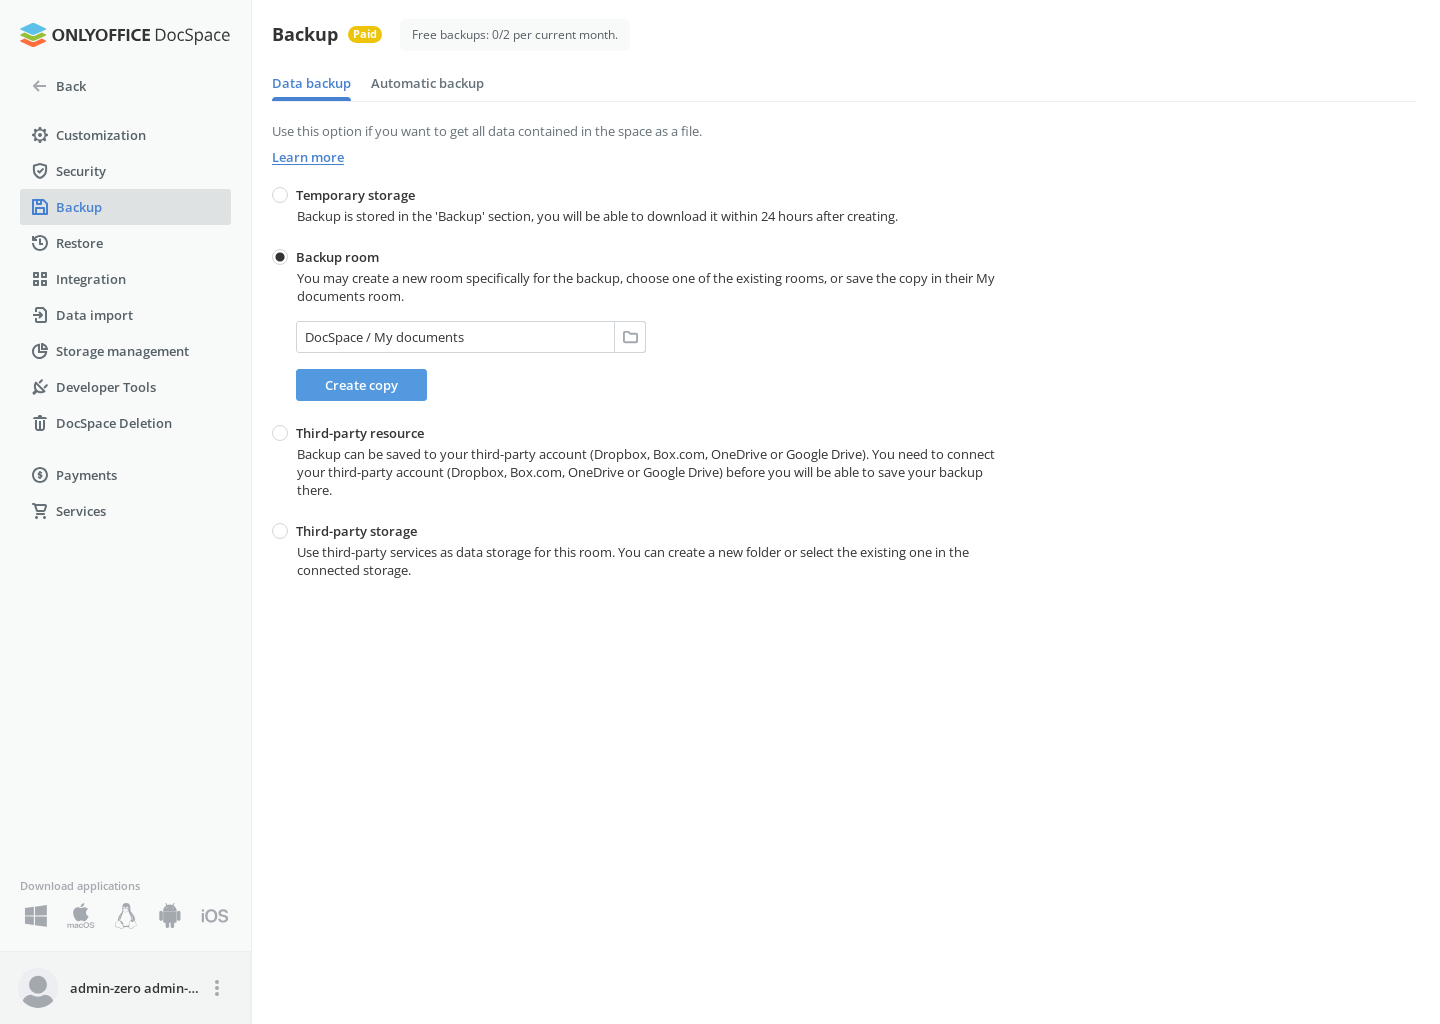 ONLYOFFICE DocSpace
Back
Customization
Security
Backup
Restore
Integration
Data import
Storage management
Developer Tools
DocSpace Deletion
Payments
Services
Download applications
macOS
iOS
admin-zero admin-...
Backup
Paid
Free backups: 0/2 per current month.
Data backup
Automatic backup
Use this option if you want to get all data contained in the space as a file.
Learn more
Temporary storage
Backup is stored in the 'Backup' section, you will be able to download it within 24 hours after creating.
Backup room
You may create a new room specifically for the backup, choose one of the existing rooms, or save the copy in their My
documents room.
DocSpace / My documents
Create copy
Third-party resource
Backup can be saved to your third-party account (Dropbox, Box.com, OneDrive or Google Drive). You need to connect
your third-party account (Dropbox, Box.com, OneDrive or Google Drive) before you will be able to save your backup
there.
Third-party storage
Use third-party services as data storage for this room. You can create a new folder or select the existing one in the
connected storage.